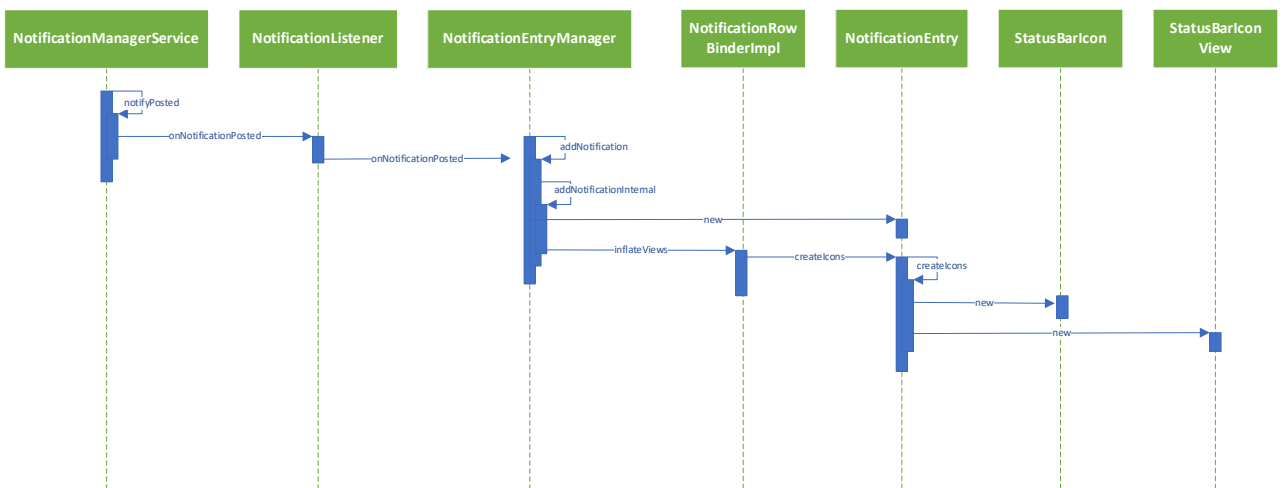 NotificationManagerService
NotificationListener
NotificationEntryManager
NotificationRow
BinderImpl
NotificationEntry
StatusBarIcon
StatusBarIcon
View
notifyPosted
onNotificationPosted
onNotificationPosted
addNotification
addNotificationInternal
new
inflateViews
createIcons
createIcons
new
new